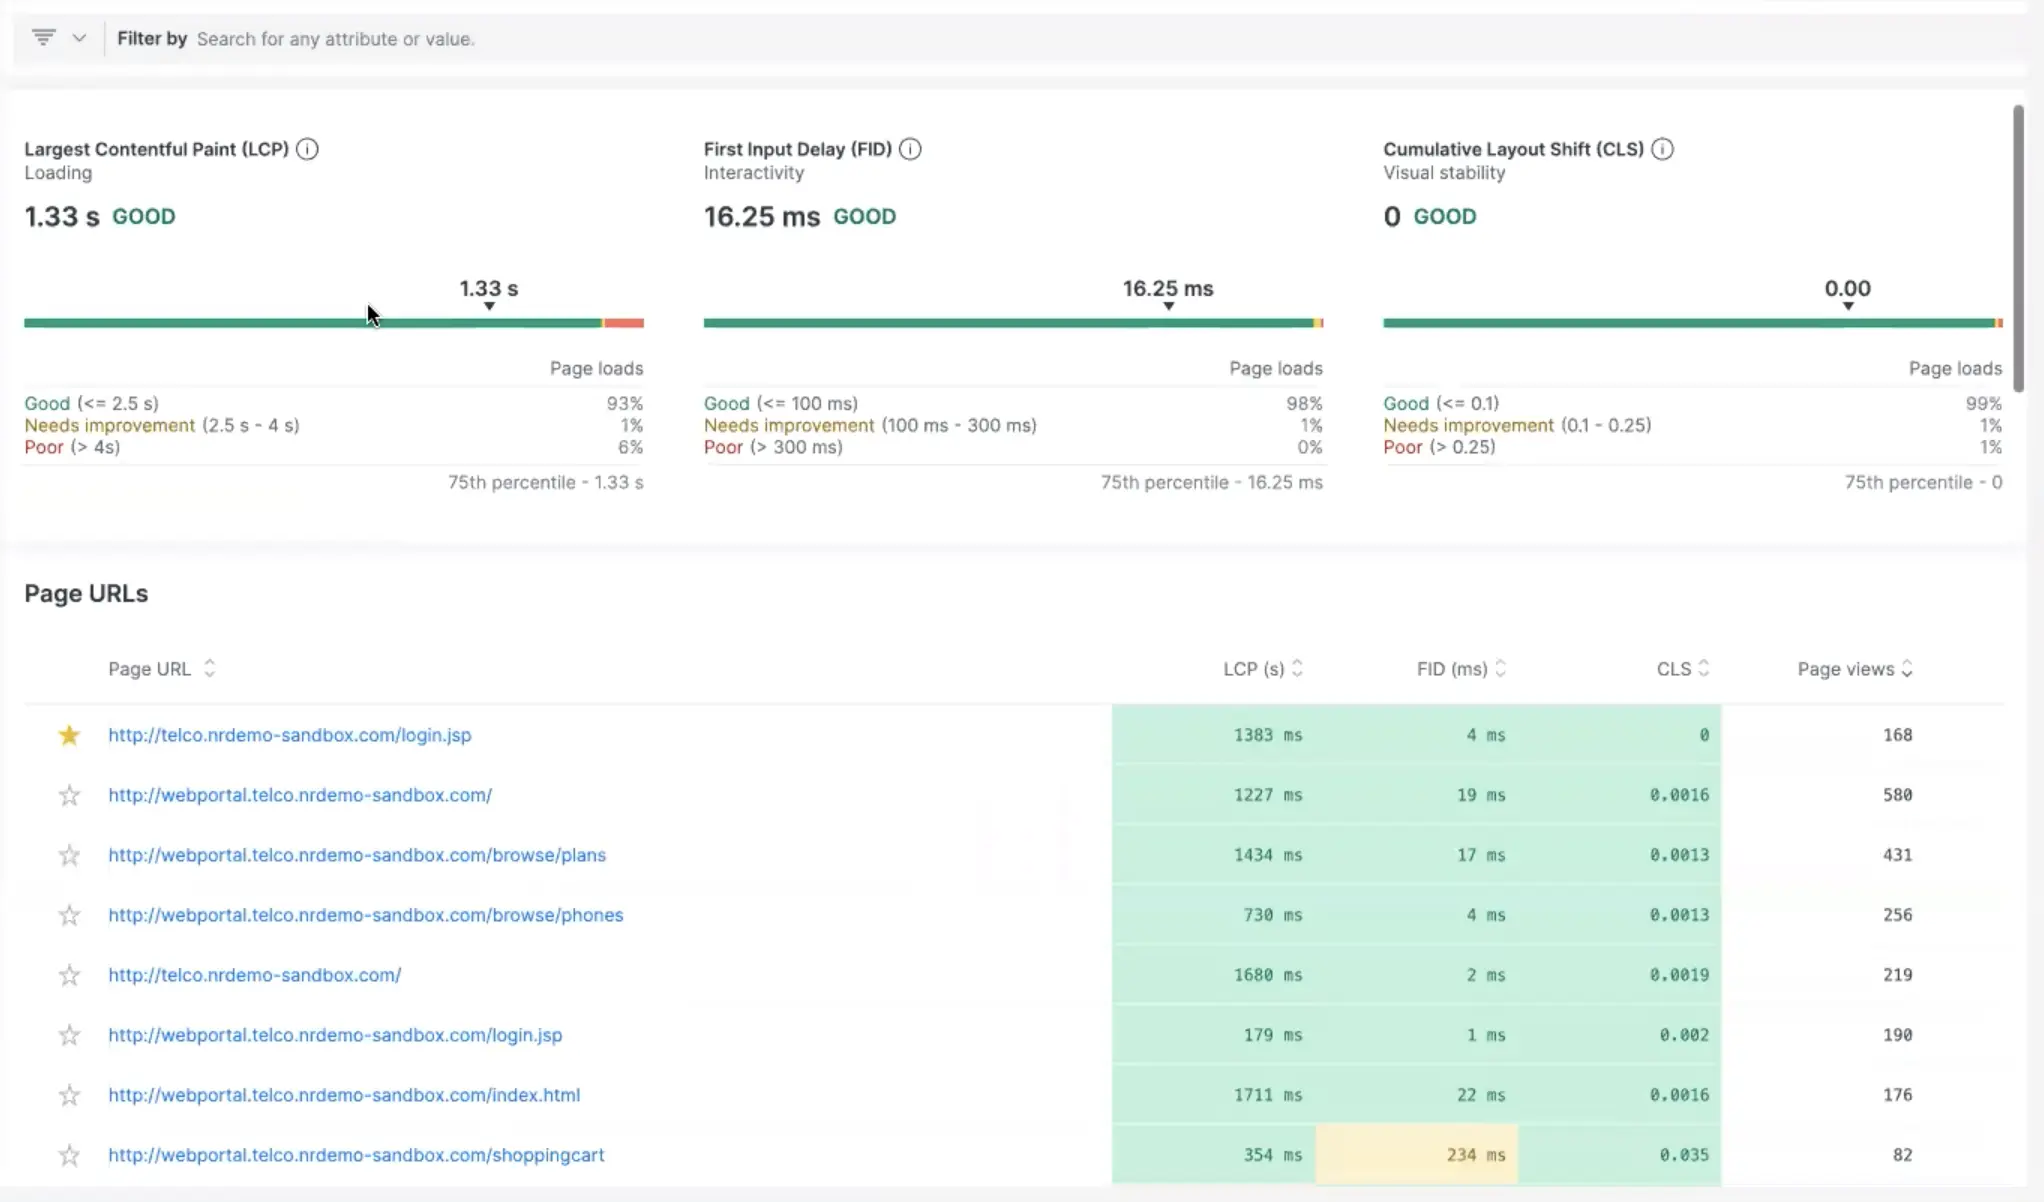 Filter by Search for any attribute or value.
Largest Contentful Paint (LCP)
Loading
1.33 s GOOD
1.33 s
Page loads
Good (<= 2.5 s) 93%
Needs improvement (2.5 s - 4 s) 1%
Poor (> 4s) 6%
75th percentile - 1.33 s
First Input Delay (FID)
Interactivity
16.25 ms GOOD
16.25 ms
Page loads
Good (<= 100 ms) 98%
Needs improvement (100 ms - 300 ms) 1%
Poor (> 300 ms) 0%
75th percentile - 16.25 ms
Cumulative Layout Shift (CLS)
Visual stability
0 GOOD
0.00
Page loads
Good (<= 0.1) 99%
Needs improvement (0.1 - 0.25) 1%
Poor (> 0.25) 1%
75th percentile - 0
Page URLs
Page URL LCP (s) FID (ms) CLS Page views
http://telco.nrdemo-sandbox.com/login.jsp 1383 ms 4 ms 0 168
http://webportal.telco.nrdemo-sandbox.com/ 1227 ms 19 ms 0.0016 580
http://webportal.telco.nrdemo-sandbox.com/browse/plans 1434 ms 17 ms 0.0013 431
http://webportal.telco.nrdemo-sandbox.com/browse/phones 730 ms 4 ms 0.0013 256
http://telco.nrdemo-sandbox.com/ 1680 ms 2 ms 0.0019 219
http://webportal.telco.nrdemo-sandbox.com/login.jsp 179 ms 1 ms 0.002 190
http://webportal.telco.nrdemo-sandbox.com/index.html 1711 ms 22 ms 0.0016 176
http://webportal.telco.nrdemo-sandbox.com/shoppingcart 354 ms 234 ms 0.035 82